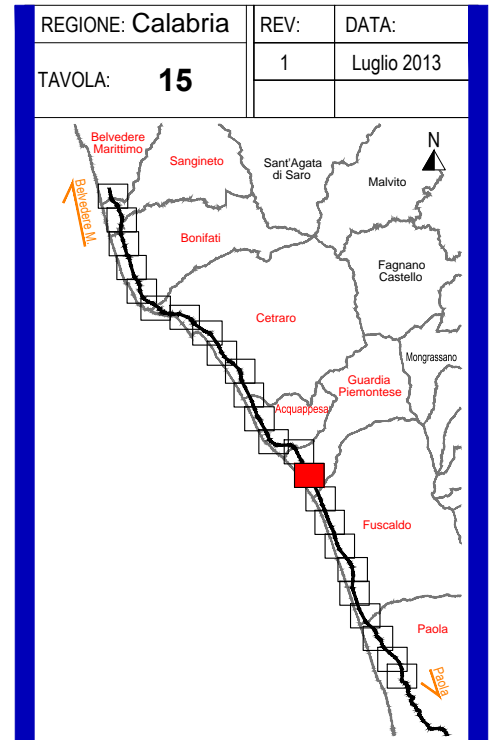 REGIONE: Calabria
REV:
DATA:
TAVOLA: 15
1
Luglio 2013
Belvedere
Marittimo
Sangineto
Sant'Agata
di Saro
Malvito
N
Belvedere M.
Bonifati
Fagnano
Castello
Cetraro
Mongrassano
Guardia
Piemontese
Acquappesa
Fuscaldo
Paola
Paola